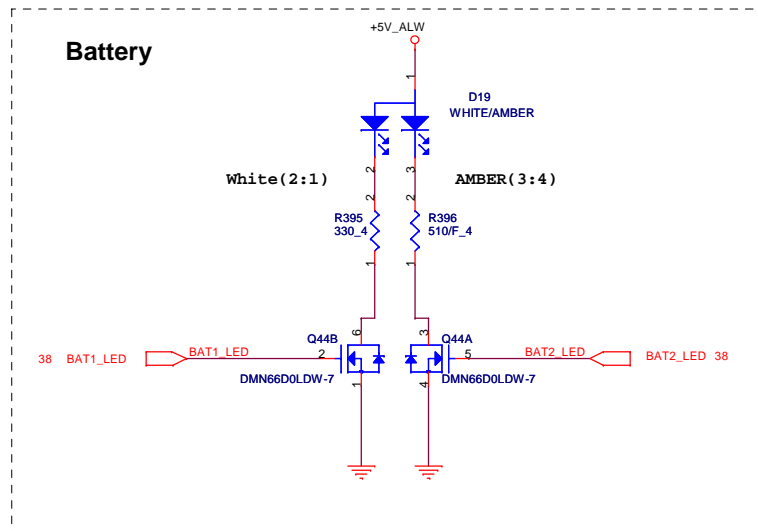 +5V_ALW
Battery
1
D19
WHITE/AMBER
2
3
White(2:1)
AMBER(3:4)
2
2
R395
330_4
R396
510/F_4
1
1
6
3
Q44B
Q44A
38 BAT1_LED
BAT1_LED
2
5
BAT2_LED
BAT2_LED 38
DMN66D0LDW-7
DMN66D0LDW-7
1
4